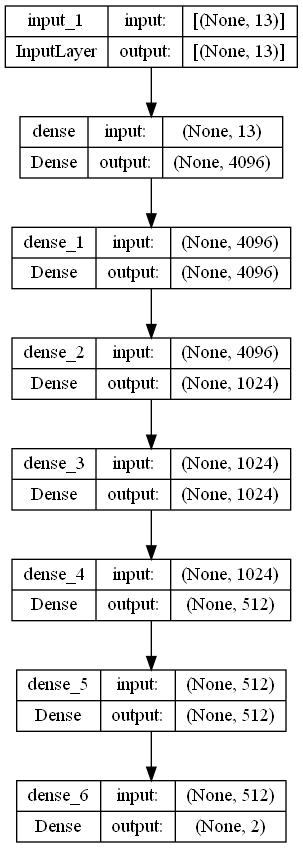 input_1 input: [(None, 13)]
InputLayer output: [(None, 13)]
dense input: (None, 13)
Dense output: (None, 4096)
dense_1 input: (None, 4096)
Dense output: (None, 4096)
dense_2 input: (None, 4096)
Dense output: (None, 1024)
dense_3 input: (None, 1024)
Dense output: (None, 1024)
dense_4 input: (None, 1024)
Dense output: (None, 512)
dense_5 input: (None, 512)
Dense output: (None, 512)
dense_6 input: (None, 512)
Dense output: (None, 2)